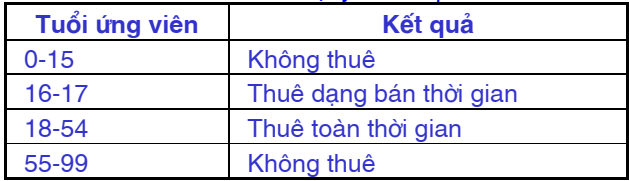 Tuổi ứng viên Kết quả
0-15 Không thuê
16-17 Thuê dạng bán thời gian
18-54 Thuê toàn thời gian
55-99 Không thuê